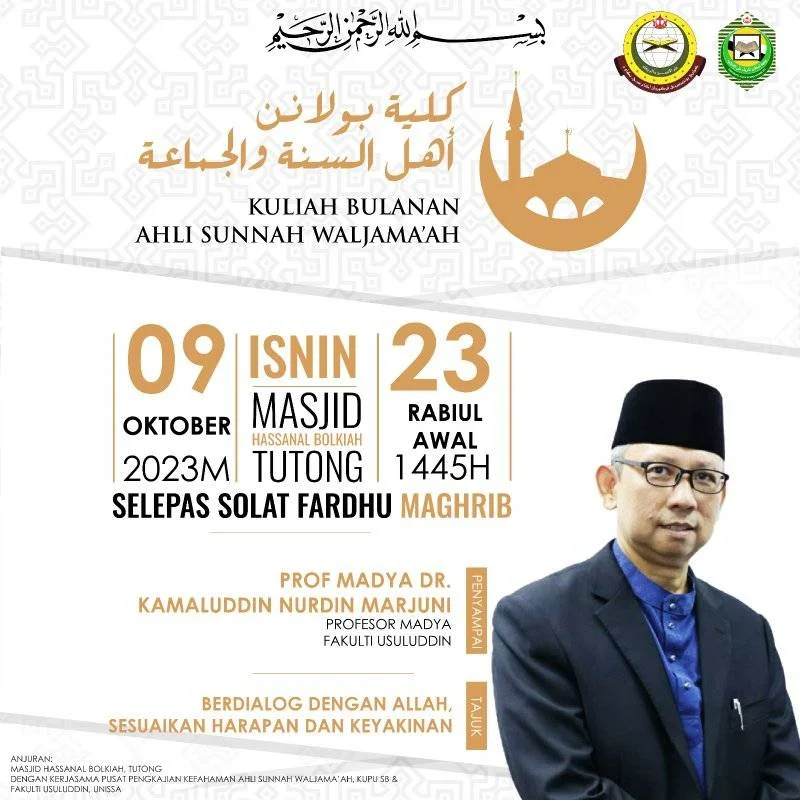 بسم الله الرحمن الرحيم
كلية بولانن
أهل السنة والجماعة
KULIAH BULANAN
AHLI SUNNAH WALJAMA'AH
09
OKTOBER
2023M
ISNIN
MASJID
HASSANAL BOLKIAH
TUTONG
23
RABIUL
AWAL
1445H
SELEPAS SOLAT FARDHU MAGHRIB
PROF MADYA DR.
KAMALUDDIN NURDIN MARJUNI
PROFESOR MADYA
FAKULTI USULUDDIN
PENYAMPAI
BERDIALOG DENGAN ALLAH,
SESUAIKAN HARAPAN DAN KEYAKINAN
TAJUK
ANJURAN:
MASJID HASSANAL BOLKIAH, TUTONG
DENGAN KERJASAMA PUSAT PENGKAJIAN KEFAHAMAN AHLI SUNNAH WALJAMA'AH, KUPU SB &
FAKULTI USULUDDIN, UNISSA